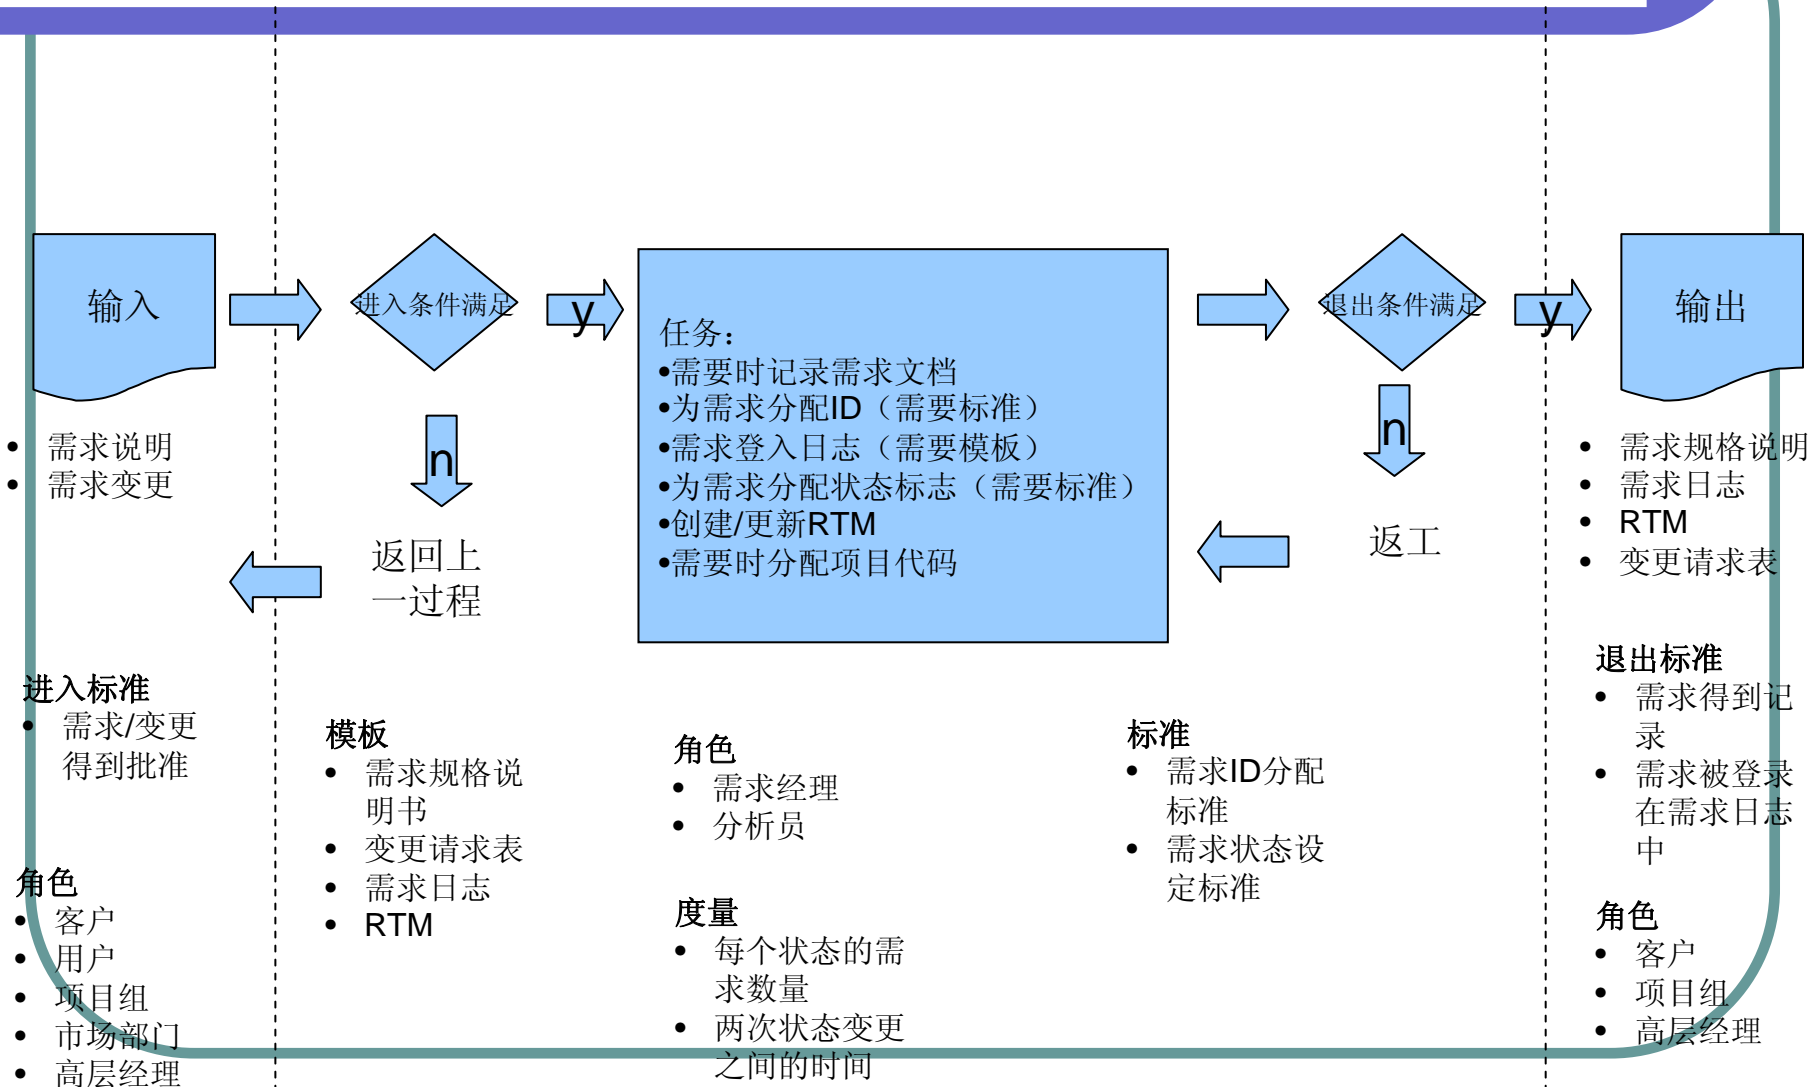 输入
进入条件满足
y
任务：
•需要时记录需求文档
•为需求分配ID（需要标准）
•需求登入日志（需要模板）
•为需求分配状态标志（需要标准）
•创建/更新RTM
•需要时分配项目代码
退出条件满足
y
输出
n
返回上
一过程
n
返工
• 需求说明
• 需求变更
• 需求规格说明
• 需求日志
• RTM
• 变更请求表
进入标准
• 需求/变更
得到批准
角色
• 客户
• 用户
• 项目组
• 市场部门
• 高层经理
模板
• 需求规格说
明书
• 变更请求表
• 需求日志
• RTM
角色
• 需求经理
• 分析员
度量
• 每个状态的需
求数量
• 两次状态变更
之间的时间
标准
• 需求ID分配
标准
• 需求状态设
定标准
退出标准
• 需求得到记
录
• 需求被登录
在需求日志
中
角色
• 客户
• 项目组
• 高层经理